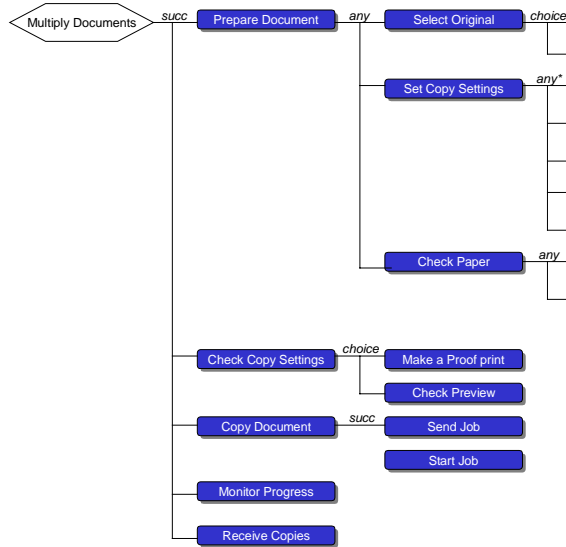 Multiply Documents
succ
Prepare Document
any
Select Original
choice
Set Copy Settings
any*
Check Paper
any
Check Copy Settings
choice
Make a Proof print
Check Preview
Copy Document
succ
Send Job
Start Job
Monitor Progress
Receive Copies